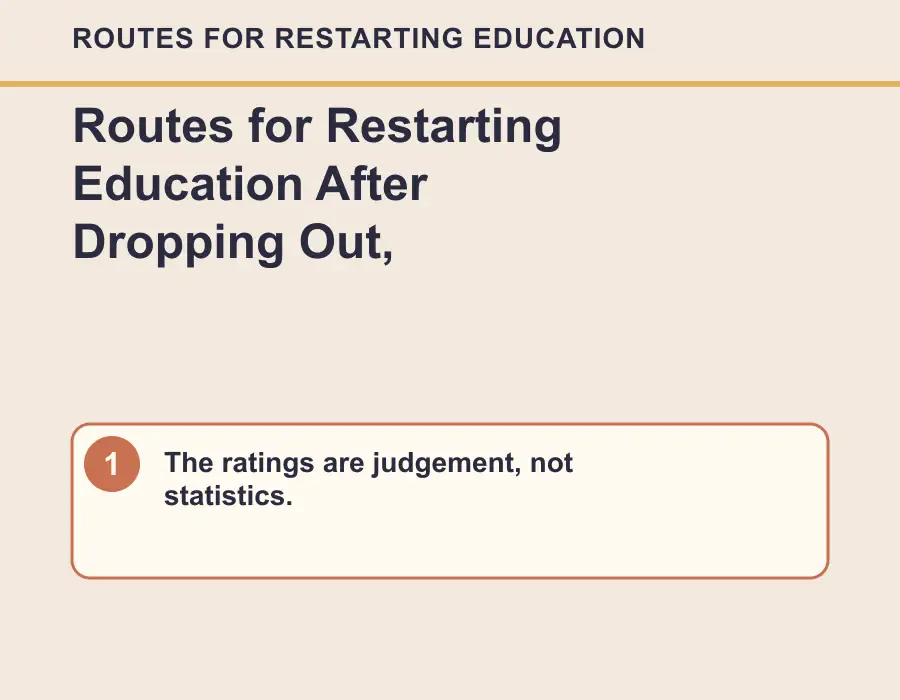 ROUTES FOR RESTARTING EDUCATION
Routes for Restarting
Education After
Dropping Out,
1
The ratings are judgement, not
statistics.